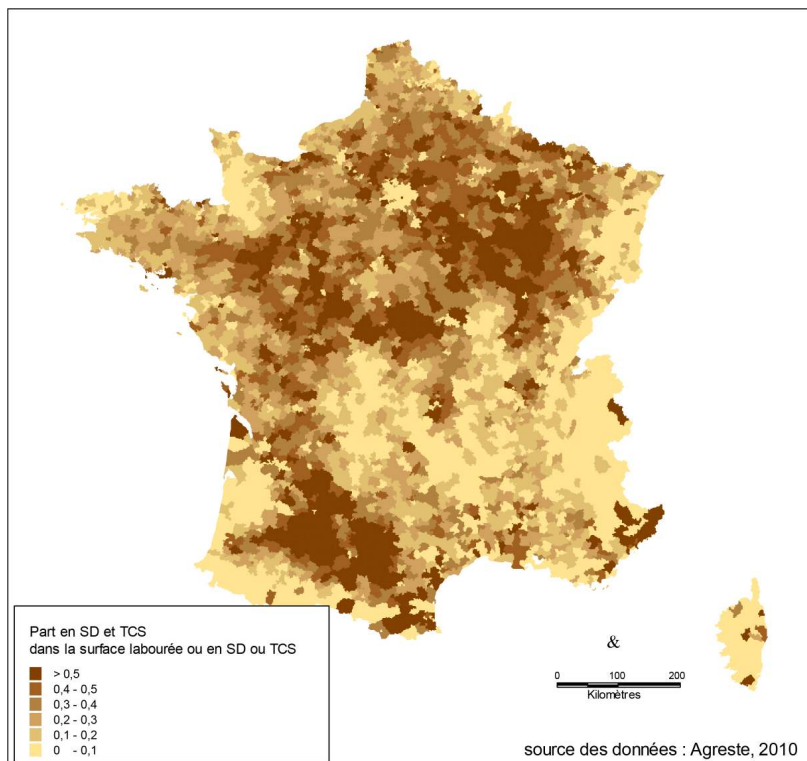 Part en SD et TCS
dans la surface labourée ou en SD ou TCS
> 0,5
0,4 - 0,5
0,3 - 0,4
0,2 - 0,3
0,1 - 0,2
0 - 0,1
&
0 100 200
Kilomètres
source des données : Agreste, 2010